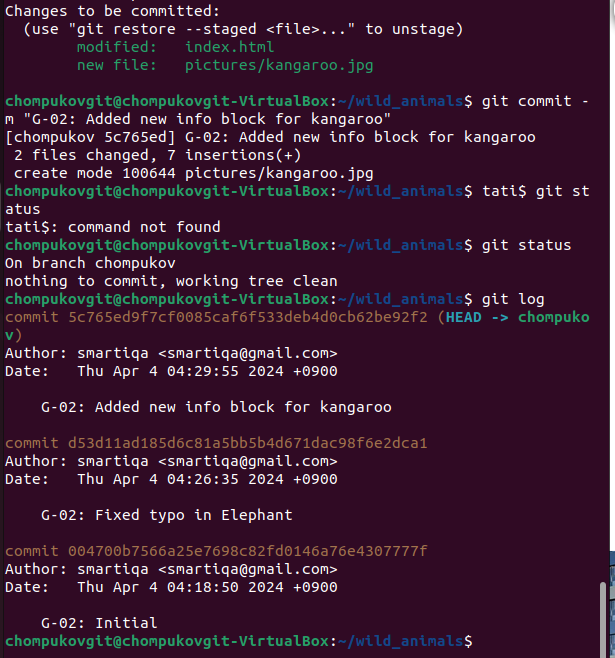 Changes to be committed:
  (use "git restore --staged <file>..." to unstage)
        modified:   index.html
        new file:   pictures/kangaroo.jpg

chompukovgit@chompukovgit-VirtualBox:~/wild_animals$ git commit -
m "G-02: Added new info block for kangaroo"
[chompukov 5c765ed] G-02: Added new info block for kangaroo
 2 files changed, 7 insertions(+)
 create mode 100644 pictures/kangaroo.jpg
chompukovgit@chompukovgit-VirtualBox:~/wild_animals$ tati$ git st
atus
tati$: command not found
chompukovgit@chompukovgit-VirtualBox:~/wild_animals$ git status
On branch chompukov
nothing to commit, working tree clean
chompukovgit@chompukovgit-VirtualBox:~/wild_animals$ git log
commit 5c765ed9f7cf0085caf6f533deb4d0cb62be92f2 (HEAD -> chompuko
v)
Author: smartiqa <smartiqa@gmail.com>
Date:   Thu Apr 4 04:29:55 2024 +0900

    G-02: Added new info block for kangaroo

commit d53d11ad185d6c81a5bb5b4d671dac98f6e2dca1
Author: smartiqa <smartiqa@gmail.com>
Date:   Thu Apr 4 04:26:35 2024 +0900

    G-02: Fixed typo in Elephant

commit 004700b7566a25e7698c82fd0146a76e4307777f
Author: smartiqa <smartiqa@gmail.com>
Date:   Thu Apr 4 04:18:50 2024 +0900

    G-02: Initial
chompukovgit@chompukovgit-VirtualBox:~/wild_animals$